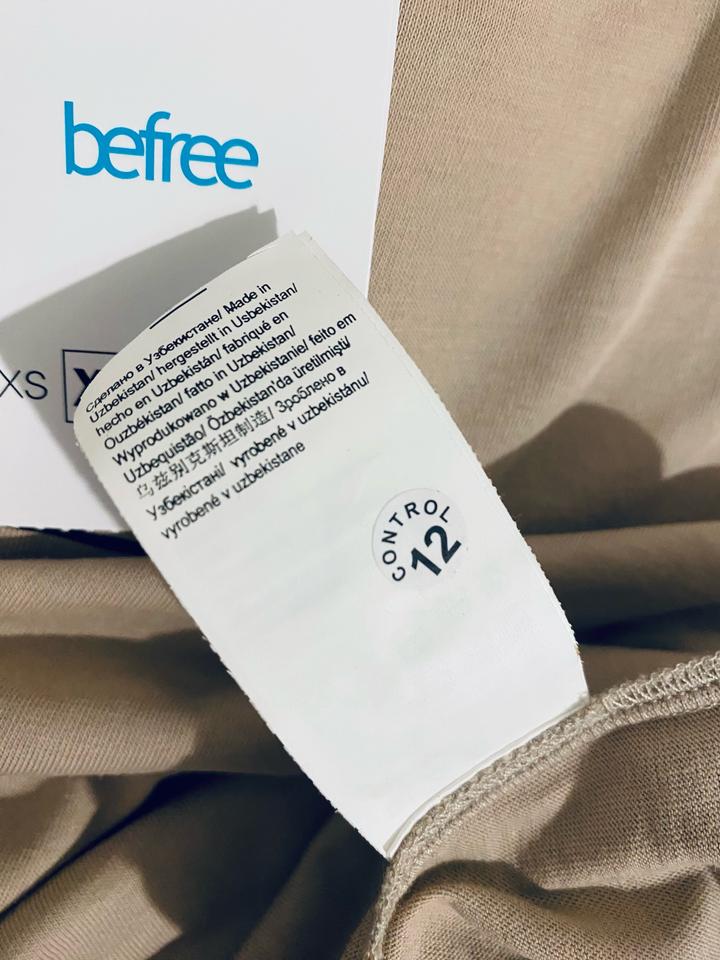 befree
XS
Сделано в Узбекистане/ Made in
Uzbekistan/ hergestellt in Usbekistan/
hecho en Uzbekistán/ fabriqué en
Ouzbékistan/ fatto in Uzbekistan/
Wyprodukowano w Uzbekistanie/ feito em
Uzbequistão/ Özbekistan'da üretilmişti/
乌兹别克斯坦制造/ Зроблено в
Узбекістані/ vyrobené v uzbekistánu/
vyrobené v uzbekistane
CONTROL
12